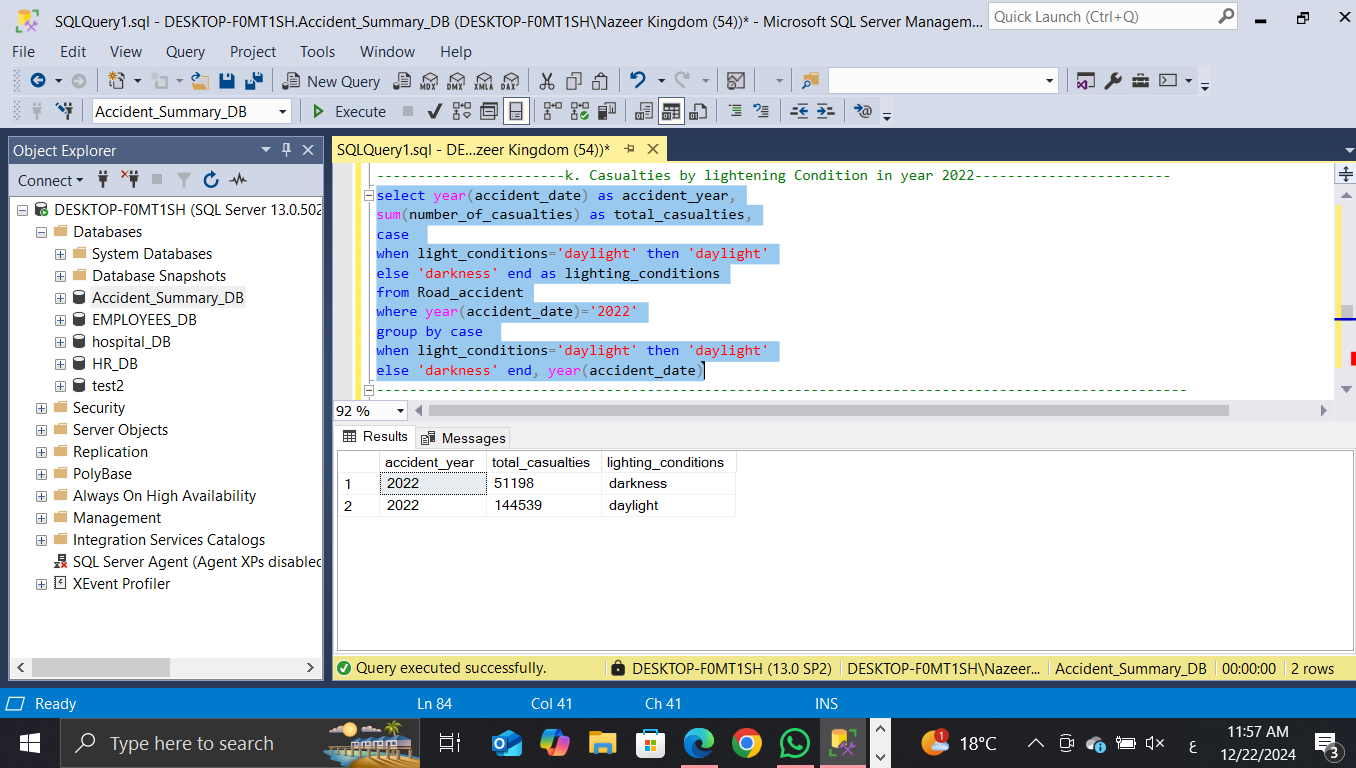 SQLQuery1.sql - DESKTOP-F0MT1SH.Accident_Summary_DB (DESKTOP-F0MT1SH\Nazeer Kingdom (54))* - Microsoft SQL Server Managem...
Quick Launch (Ctrl+Q)
File Edit View Query Project Tools Window Help
New Query
MDX DMX XMLA DAX
Accident_Summary_DB
Execute
Object Explorer
SQLQuery1.sql - DE...zeer Kingdom (54))*
Connect
DESKTOP-F0MT1SH (SQL Server 13.0.502
Databases
System Databases
Database Snapshots
Accident_Summary_DB
EMPLOYEES_DB
hospital_DB
HR_DB
test2
Security
Server Objects
Replication
PolyBase
Always On High Availability
Management
Integration Services Catalogs
SQL Server Agent (Agent XPs disabled
XEvent Profiler
-----------------------k. Casualties by lightening Condition in year 2022------------------------
select year(accident_date) as accident_year,
sum(number_of_casualties) as total_casualties,
case
when light_conditions='daylight' then 'daylight'
else 'darkness' end as lighting_conditions
from Road_accident
where year(accident_date)='2022'
group by case
when light_conditions='daylight' then 'daylight'
else 'darkness' end, year(accident_date)
---------------------------------------------------------------------------------------------------
92 %
Results Messages
accident_year total_casualties lighting_conditions
1 2022 51198 darkness
2 2022 144539 daylight
Query executed successfully.
DESKTOP-F0MT1SH (13.0 SP2)
DESKTOP-F0MT1SH\Nazeer...
Accident_Summary_DB
00:00:00
2 rows
Ready
Ln 84
Col 41
Ch 41
INS
Type here to search
1
18°C
ع
11:57 AM
12/22/2024
3